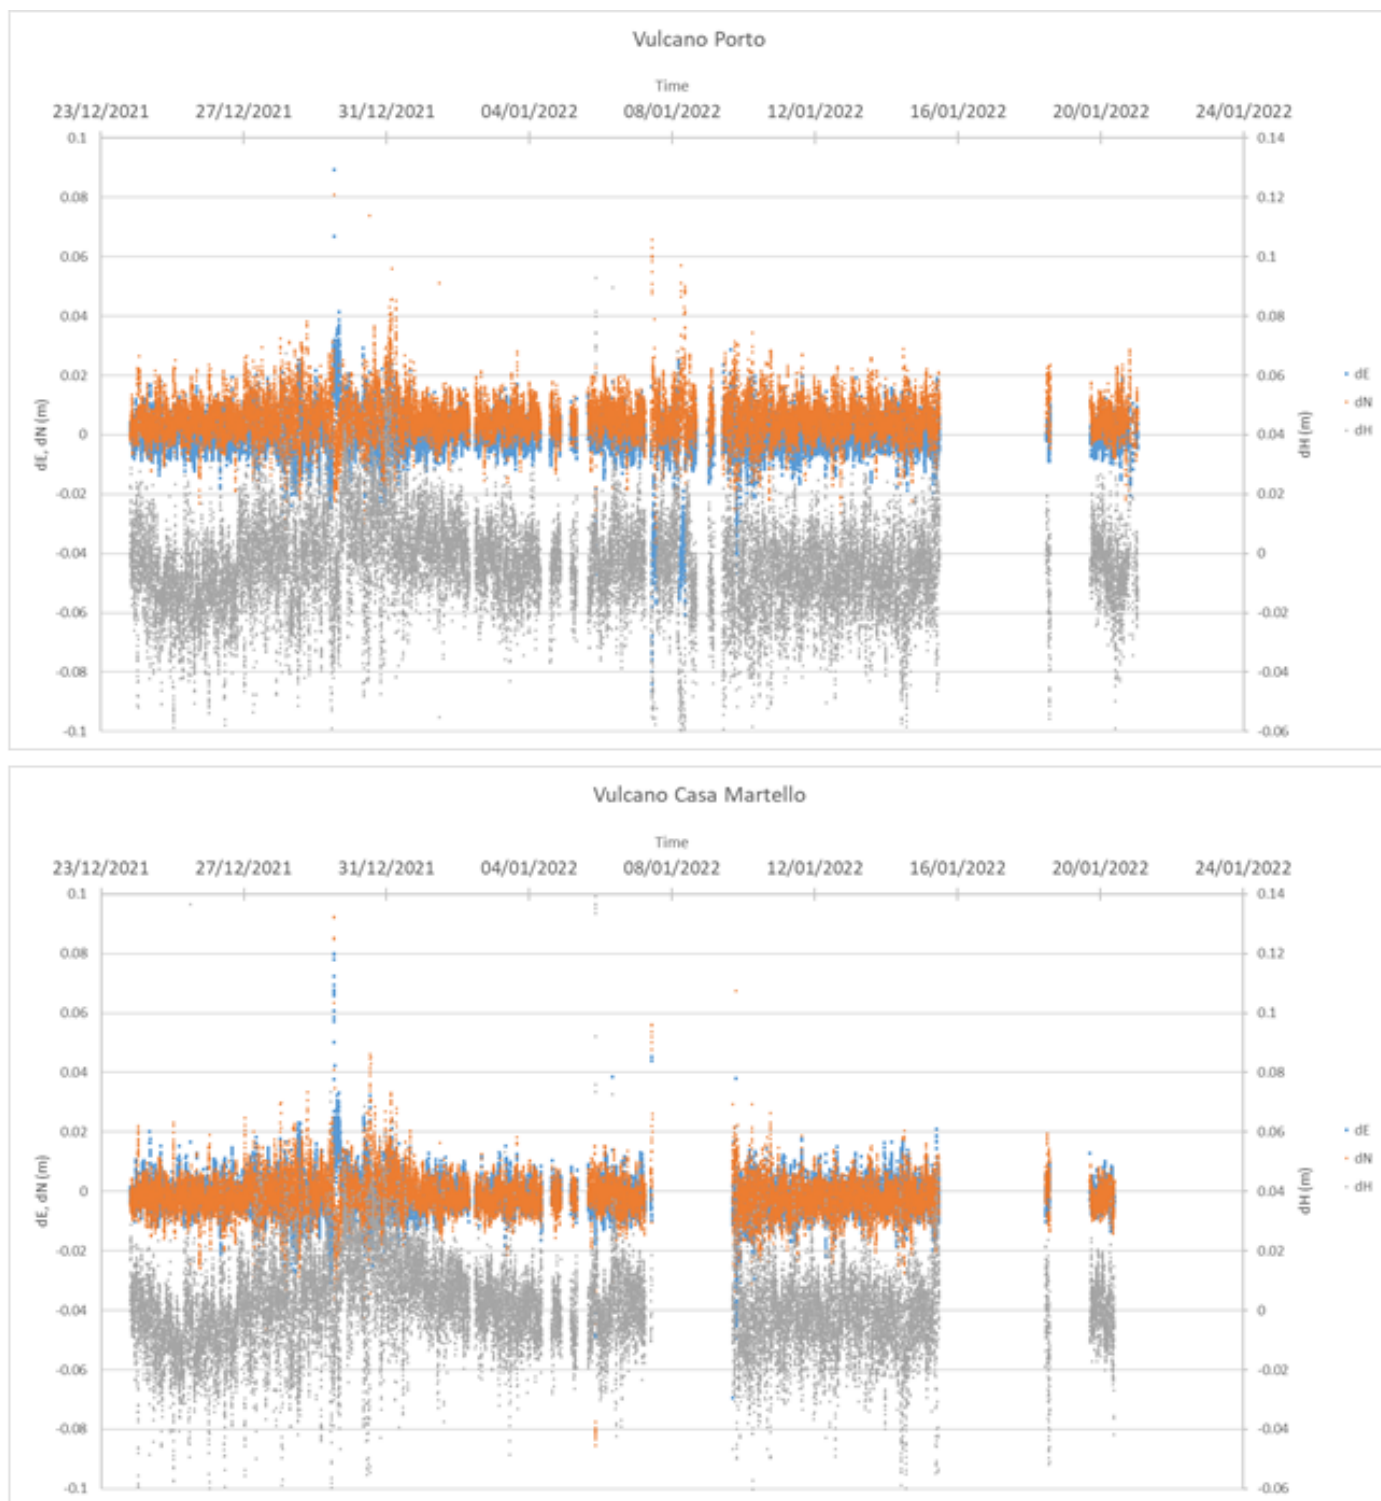 Vulcano Porto
Time
23/12/2021 27/12/2021 31/12/2021 04/01/2022 08/01/2022 12/01/2022 16/01/2022 20/01/2022 24/01/2022
0.1 0.14
0.08 0.12
0.06 0.1
0.04 0.08
0.02 0.06
0 0.04
-0.02 0.02
-0.04 0
-0.06 -0.02
-0.08 -0.04
-0.1 -0.06
dE, dN (m)
dH (m)
dE
dN
dH
Vulcano Casa Martello
Time
23/12/2021 27/12/2021 31/12/2021 04/01/2022 08/01/2022 12/01/2022 16/01/2022 20/01/2022 24/01/2022
0.1 0.14
0.08 0.12
0.06 0.1
0.04 0.08
0.02 0.06
0 0.04
-0.02 0.02
-0.04 0
-0.06 -0.02
-0.08 -0.04
-0.1 -0.06
dE, dN (m)
dH (m)
dE
dN
dH